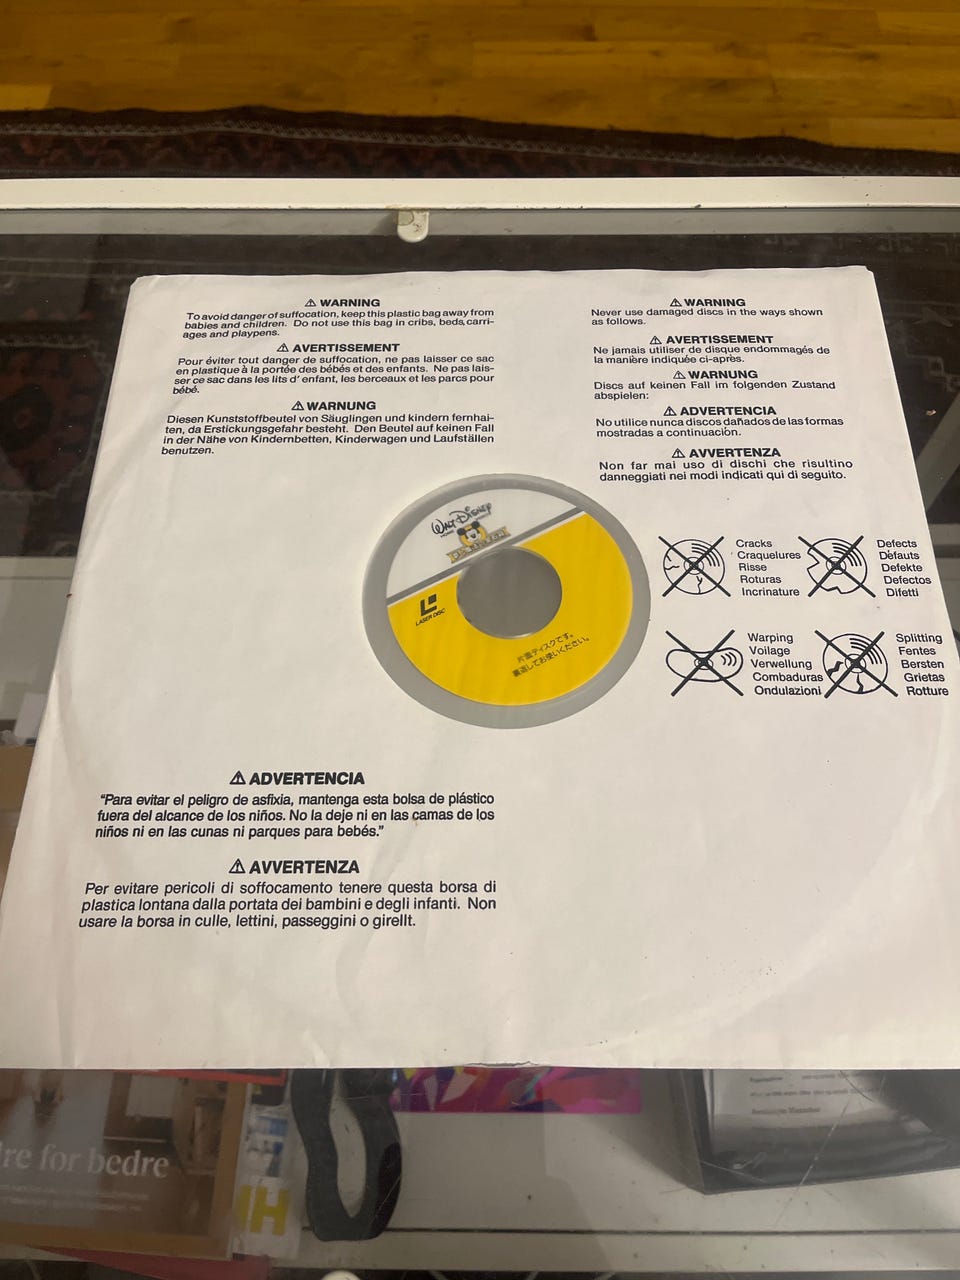 ⚠ WARNING
To avoid danger of suffocation, keep this plastic bag away from
babies and children. Do not use this bag in cribs, beds, carri-
ages and playpens.
⚠ AVERTISSEMENT
Pour éviter tout danger de suffocation, ne pas laisser ce sac
en plastique à la portée des bébés et des enfants. Ne pas lais-
ser ce sac dans les lits d' enfant, les berceaux et les parcs pour
bébé.
⚠ WARNUNG
Diesen Kunststoffbeutel von Säuglingen und kindern fernhal-
ten, da Erstickungsgefahr besteht. Den Beutel auf keinen Fall
in der Nähe von Kindernbetten, Kinderwagen und Laufställen
benutzen.
⚠ WARNING
Never use damaged discs in the ways shown
as follows.
⚠ AVERTISSEMENT
Ne jamais utiliser de disque endommagés de
la manière indiquée ci-après.
⚠ WARNUNG
Discs auf keinen Fall im folgenden Zustand
abspielen:
⚠ ADVERTENCIA
No utilice nunca discos dañados de las formas
mostradas a continuación.
⚠ AVVERTENZA
Non far mai uso di dischi che risultino
danneggiati nei modi indicati qui di seguito.
Cracks
Craquelures
Risse
Roturas
Incrinature
Defects
Défauts
Defekte
Defectos
Difetti
Warping
Voilage
Verwellung
Combaduras
Ondulazioni
Splitting
Fentes
Bersten
Grietas
Rotture
WALT DISNEY
HOME
LASER DISC
片面ディスクです。
裏返してお使いください。
⚠ ADVERTENCIA
"Para evitar el peligro de asfixia, mantenga esta bolsa de plástico
fuera del alcance de los niños. No la deje ni en las camas de los
niños ni en las cunas ni parques para bebés."
⚠ AVVERTENZA
Per evitare pericoli di soffocamento tenere questa borsa di
plastica lontana dalla portata dei bambini e degli infanti. Non
usare la borsa in culle, lettini, passeggini o girellt.
dre for bedre